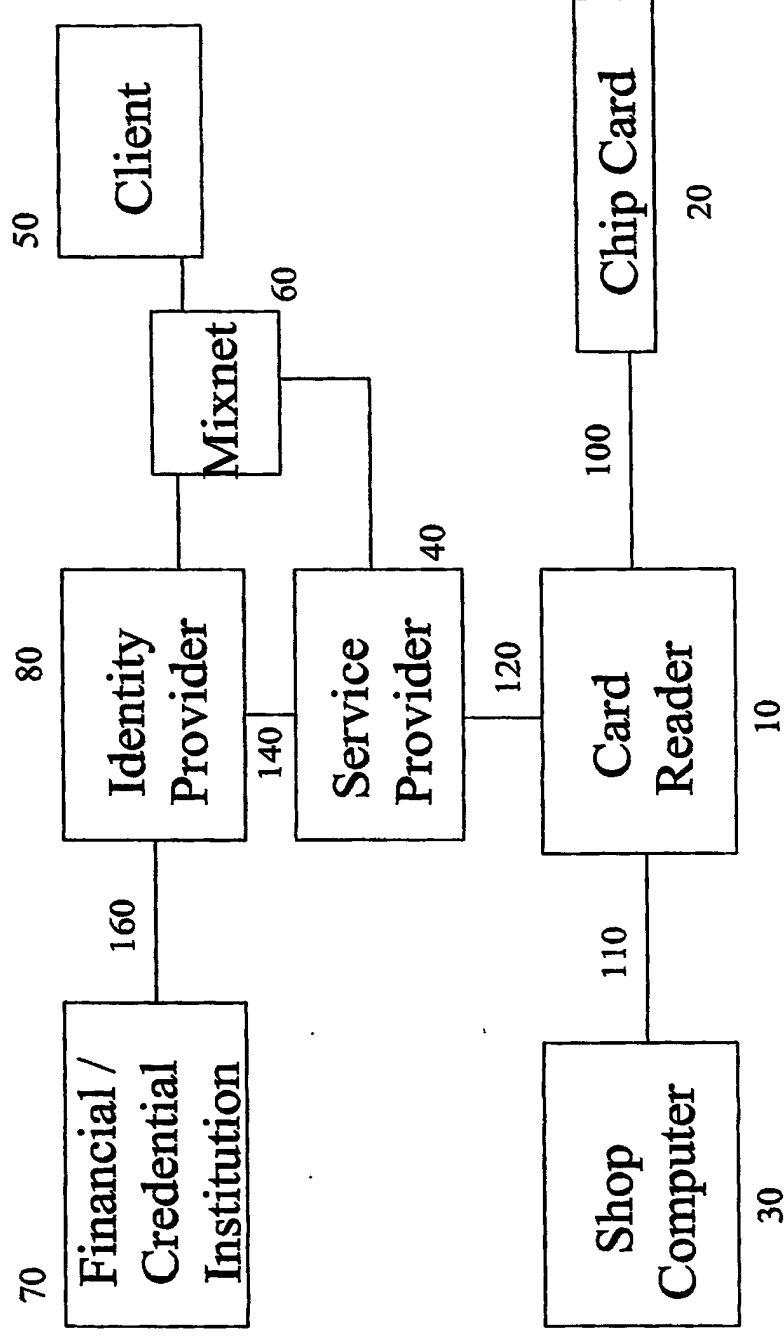 70
Financial /
Credential
Institution
160
80
Identity
Provider
50
Client
Mixnet
60
140
Service
Provider
40
120
30
Shop
Computer
110
10
Card
Reader
100
Chip Card
20